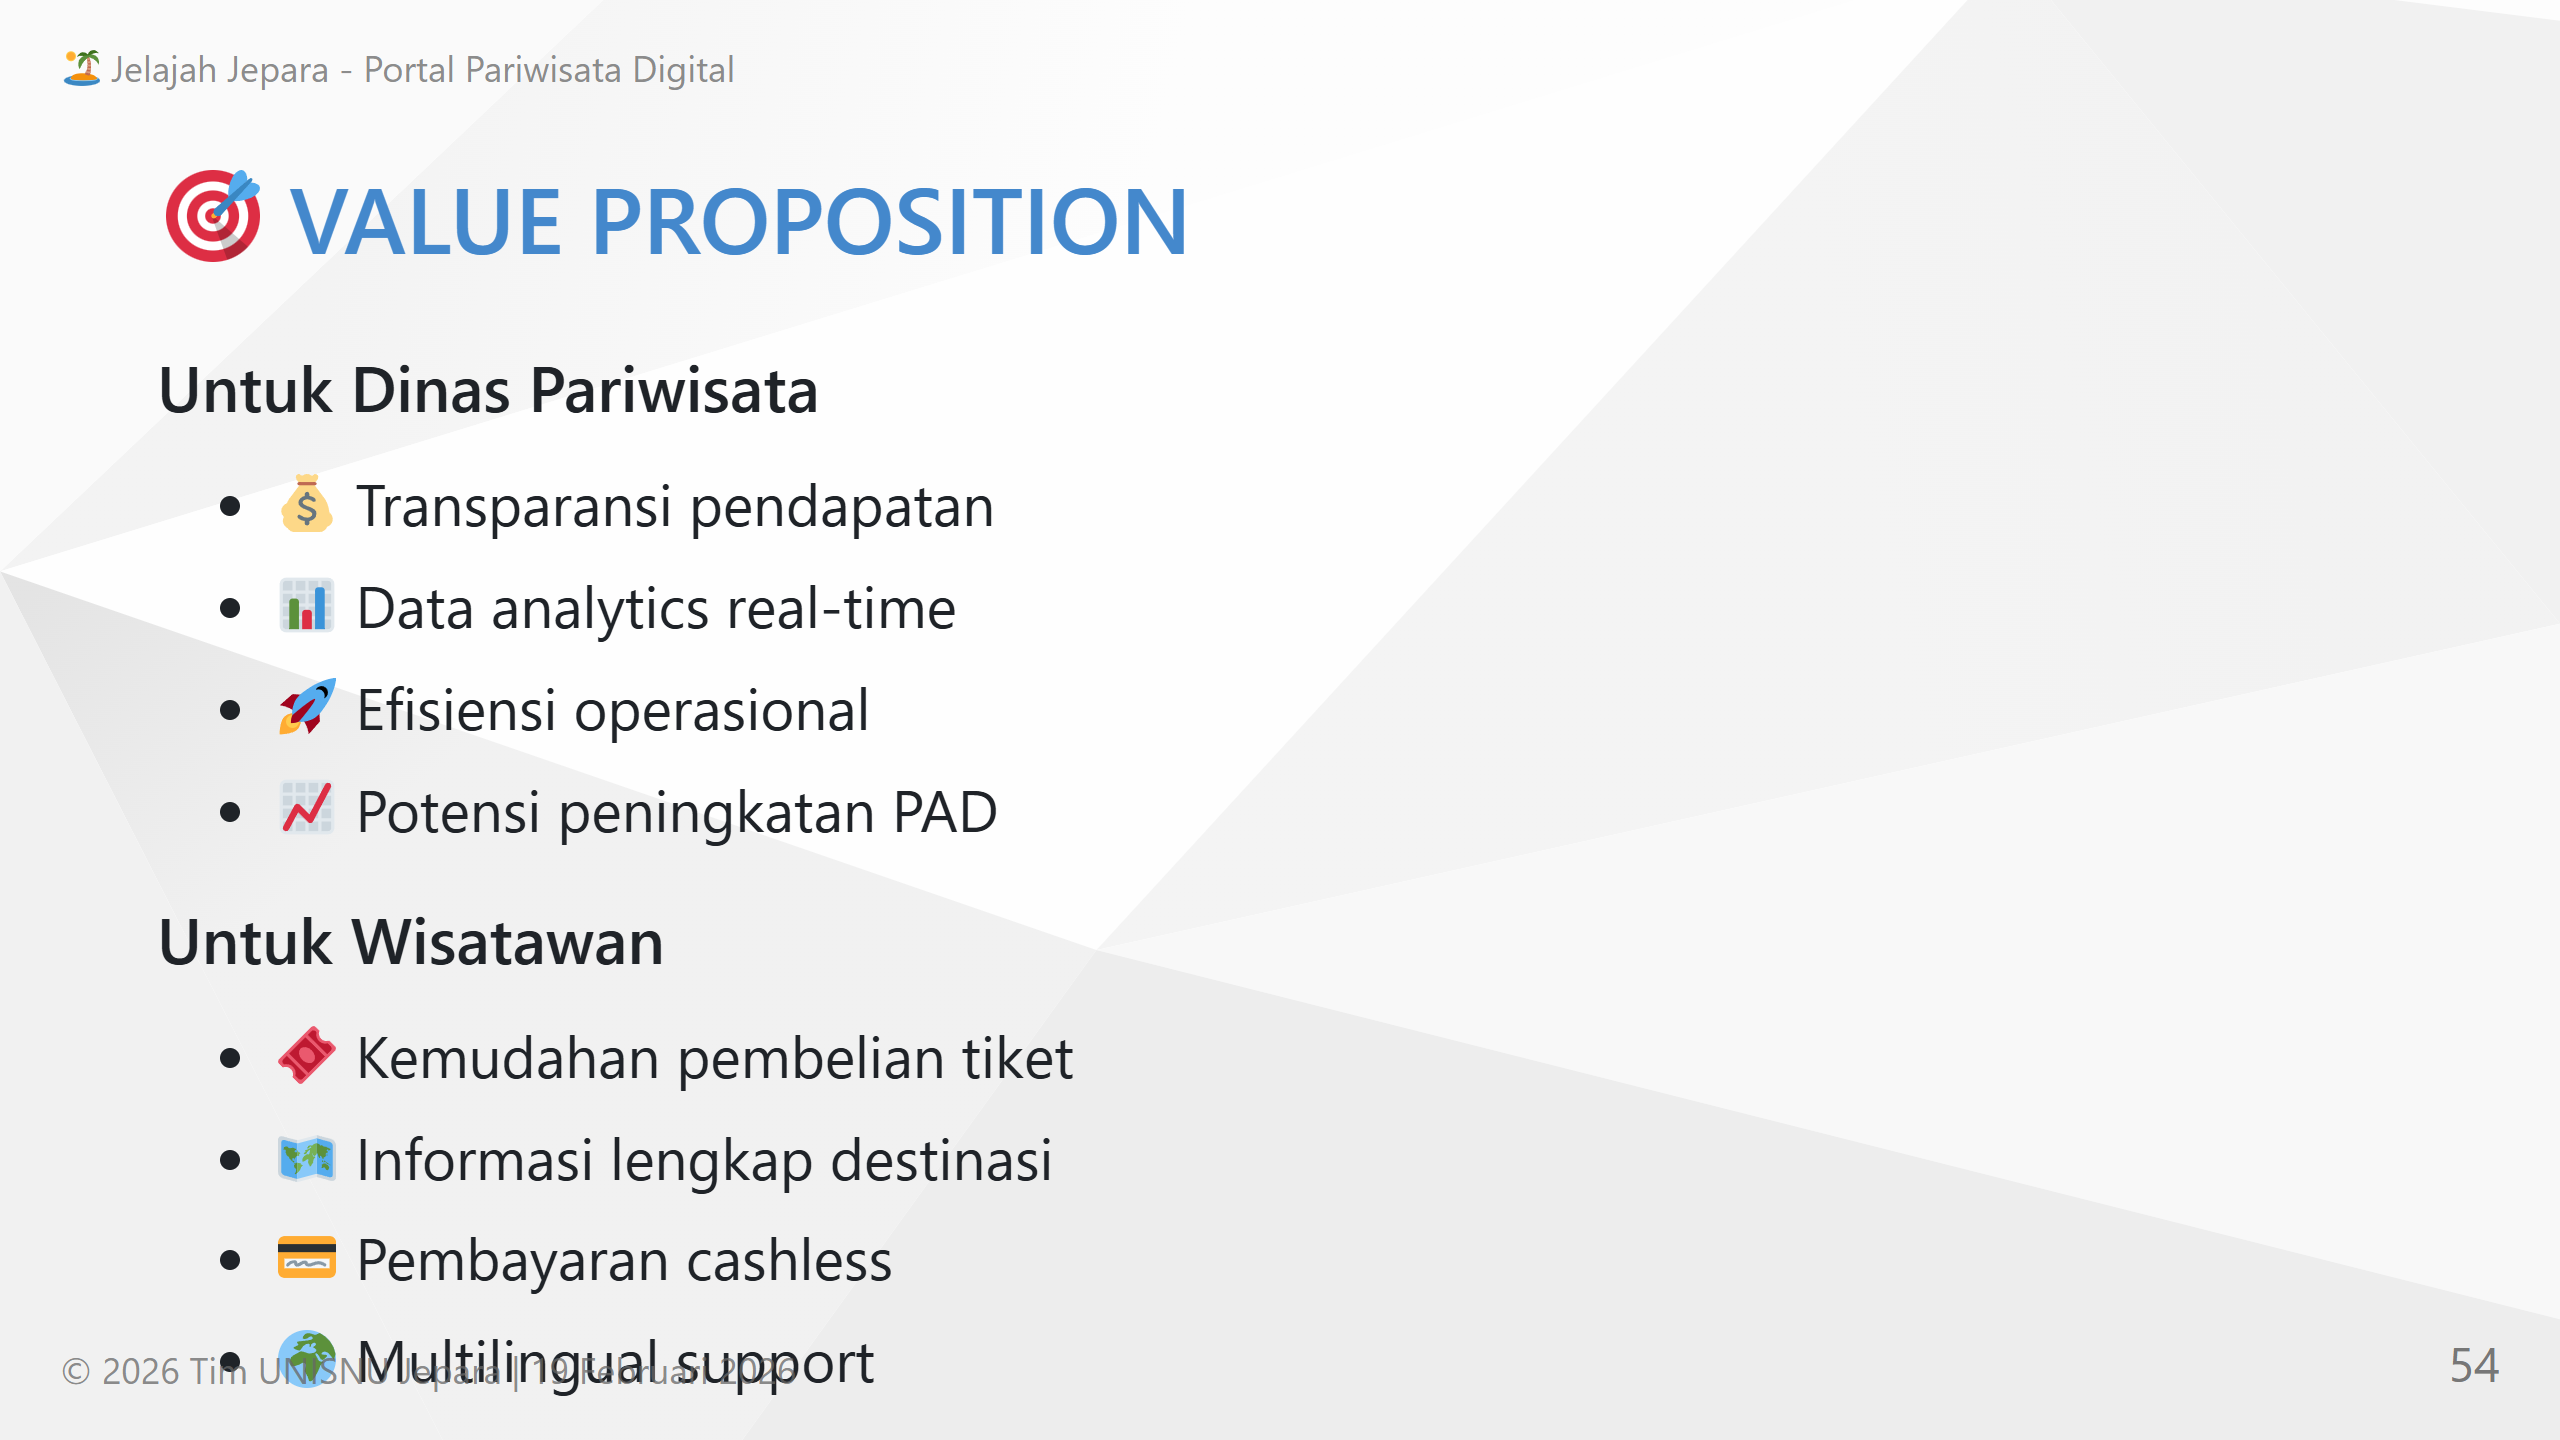 Jelajah Jepara - Portal Pariwisata Digital
VALUE PROPOSITION
Untuk Dinas Pariwisata
• Transparansi pendapatan
• Data analytics real-time
• Efisiensi operasional
• Potensi peningkatan PAD
Untuk Wisatawan
• Kemudahan pembelian tiket
• Informasi lengkap destinasi
• Pembayaran cashless
• Multilingual support
© 2026 Tim UNISNU Jepara | 19 Februari 2026
54